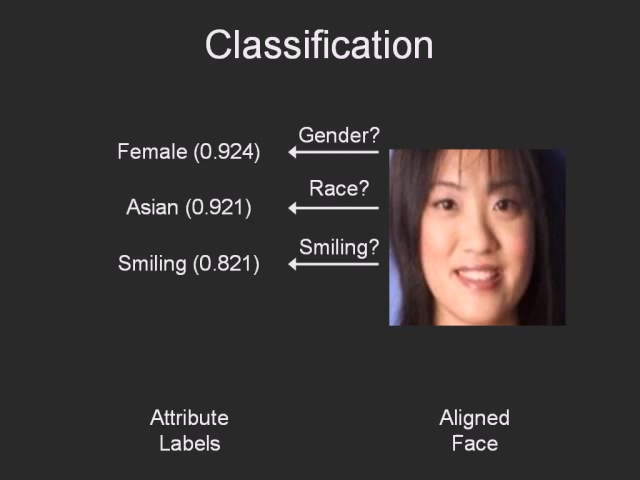 Classification
Gender?
Female (0.924)
Race?
Asian (0.921)
Smiling?
Smiling (0.821)
Attribute
Labels
Aligned
Face